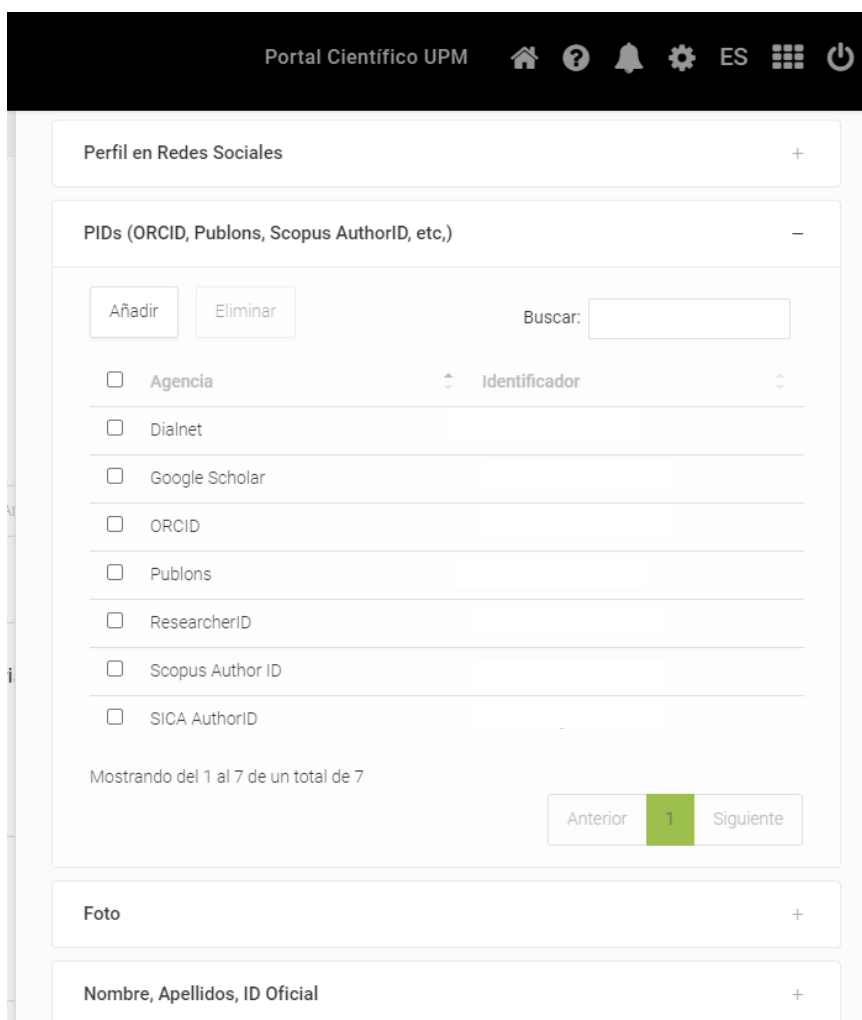 Portal Científico UPM ES
Perfil en Redes Sociales +
PIDs (ORCID, Publons, Scopus AuthorID, etc,) −
Añadir Eliminar Buscar:
Agencia Identificador
Dialnet
Google Scholar
ORCID
Publons
ResearcherID
Scopus Author ID
SICA AuthorID
Mostrando del 1 al 7 de un total de 7
Anterior 1 Siguiente
Foto +
Nombre, Apellidos, ID Oficial +